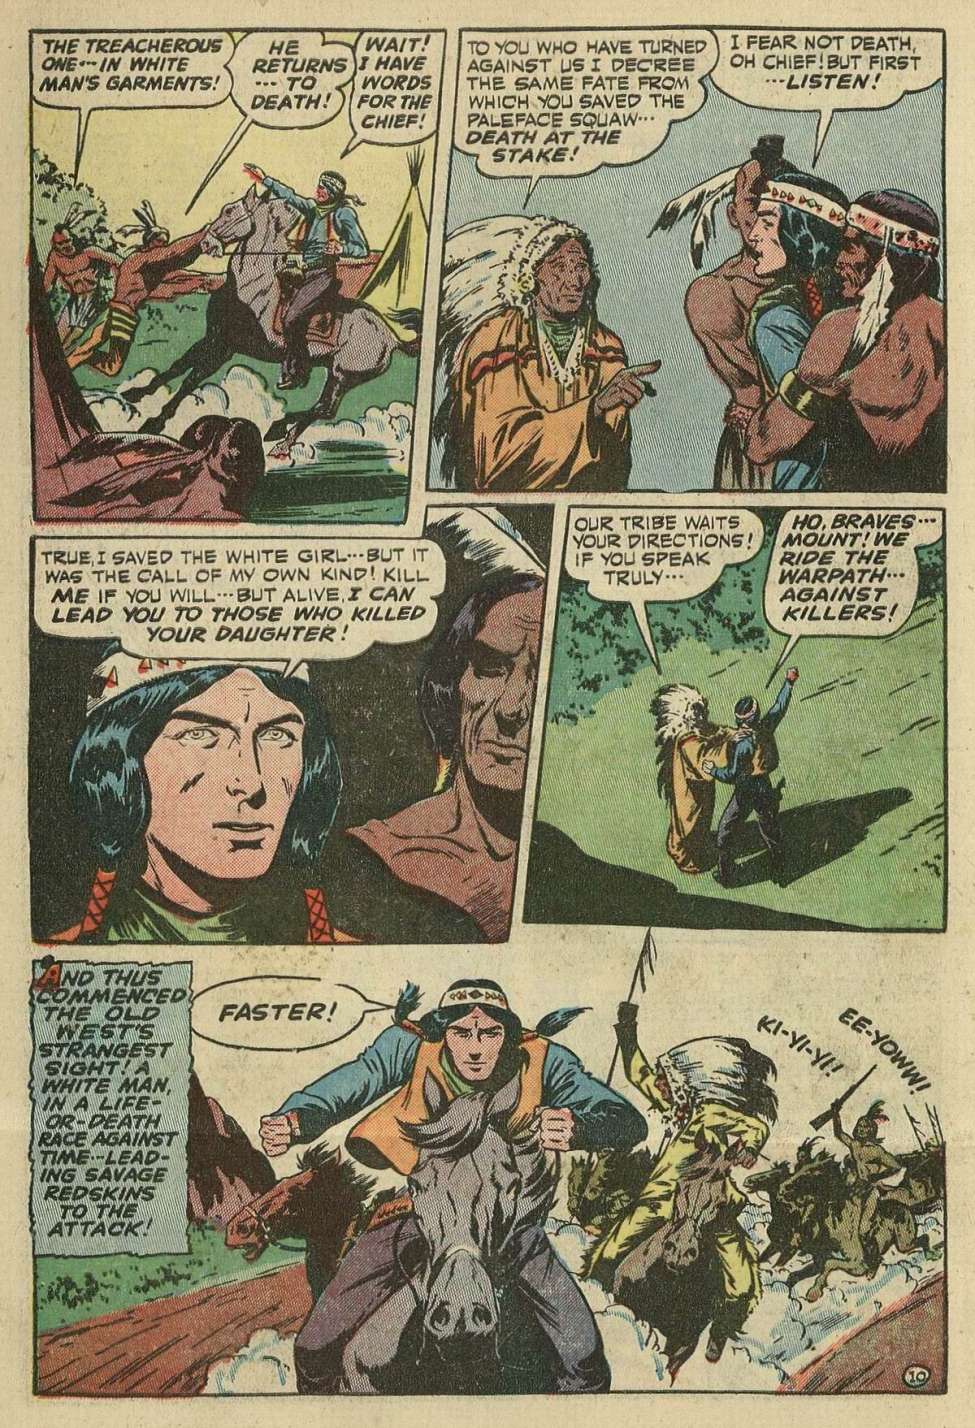 THE TREACHEROUS
ONE---IN WHITE
MAN'S GARMENTS!
HE
RETURNS
--- TO
DEATH!
WAIT!
I HAVE
WORDS
FOR THE
CHIEF!
TO YOU WHO HAVE TURNED
AGAINST US I DECREE
THE SAME FATE FROM
WHICH YOU SAVED THE
PALEFACE SQUAW---
DEATH AT THE
STAKE!
I FEAR NOT DEATH,
OH CHIEF! BUT FIRST
---LISTEN!
TRUE, I SAVED THE WHITE GIRL---BUT IT
WAS THE CALL OF MY OWN KIND! KILL
ME IF YOU WILL---BUT ALIVE, I CAN
LEAD YOU TO THOSE WHO KILLED
YOUR DAUGHTER!
OUR TRIBE WAITS
YOUR DIRECTIONS!
IF YOU SPEAK
TRULY---
HO, BRAVES---
MOUNT! WE
RIDE THE
WARPATH---
AGAINST
KILLERS!
AND THUS
COMMENCED
THE OLD
WEST'S
STRANGEST
SIGHT! A
WHITE MAN,
IN A LIFE-
OR-DEATH
RACE AGAINST
TIME--LEAD-
ING SAVAGE
REDSKINS
TO THE
ATTACK!
FASTER!
KI-YI-YI!
EE-YOWW!
10